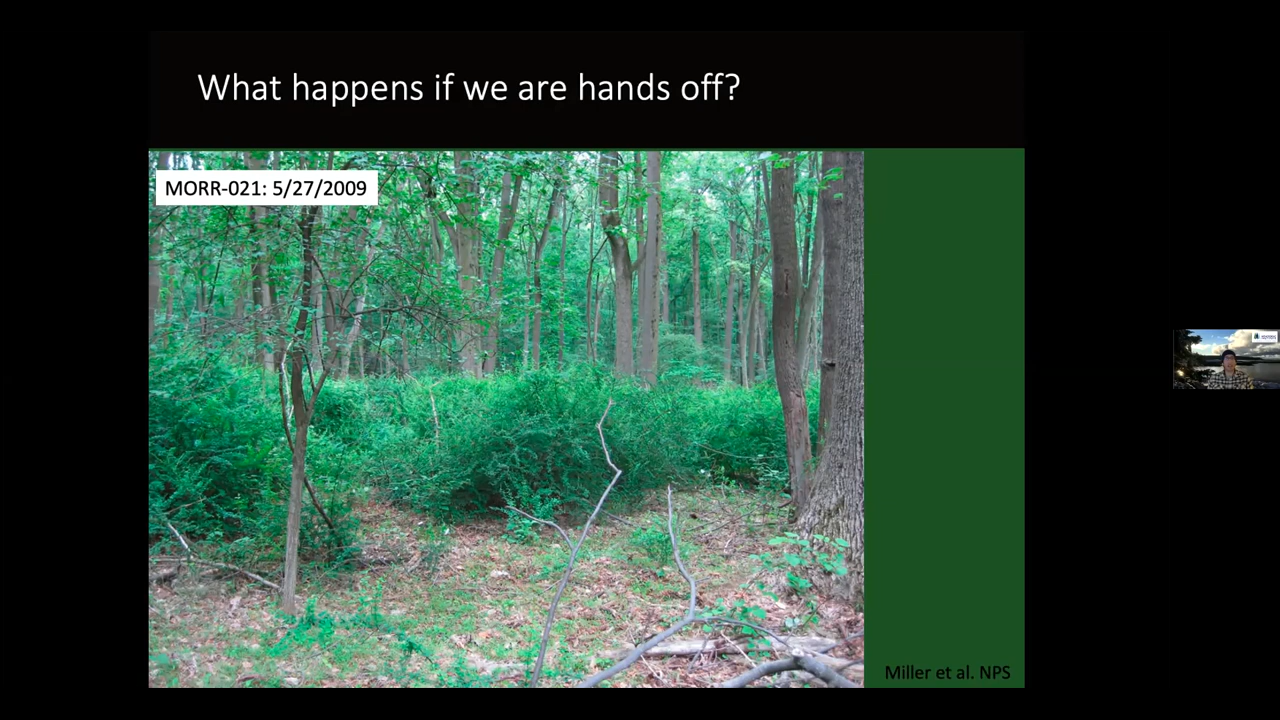 What happens if we are hands off?
MORR-021: 5/27/2009
Miller et al. NPS